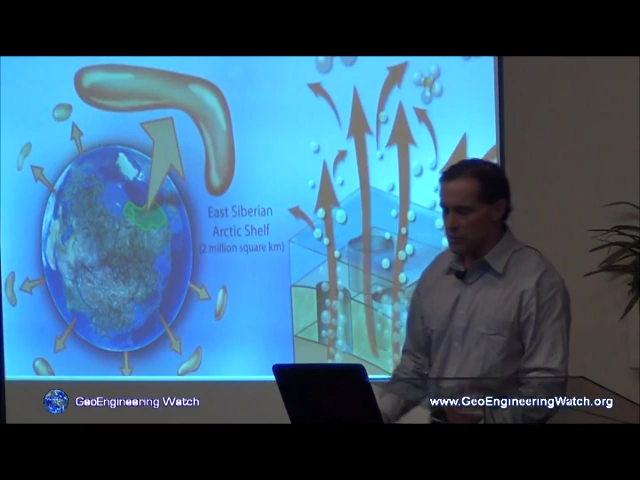 East Siberian
Arctic Shelf
(2 million square km)
GeoEngineering Watch
www.GeoEngineeringWatch.org